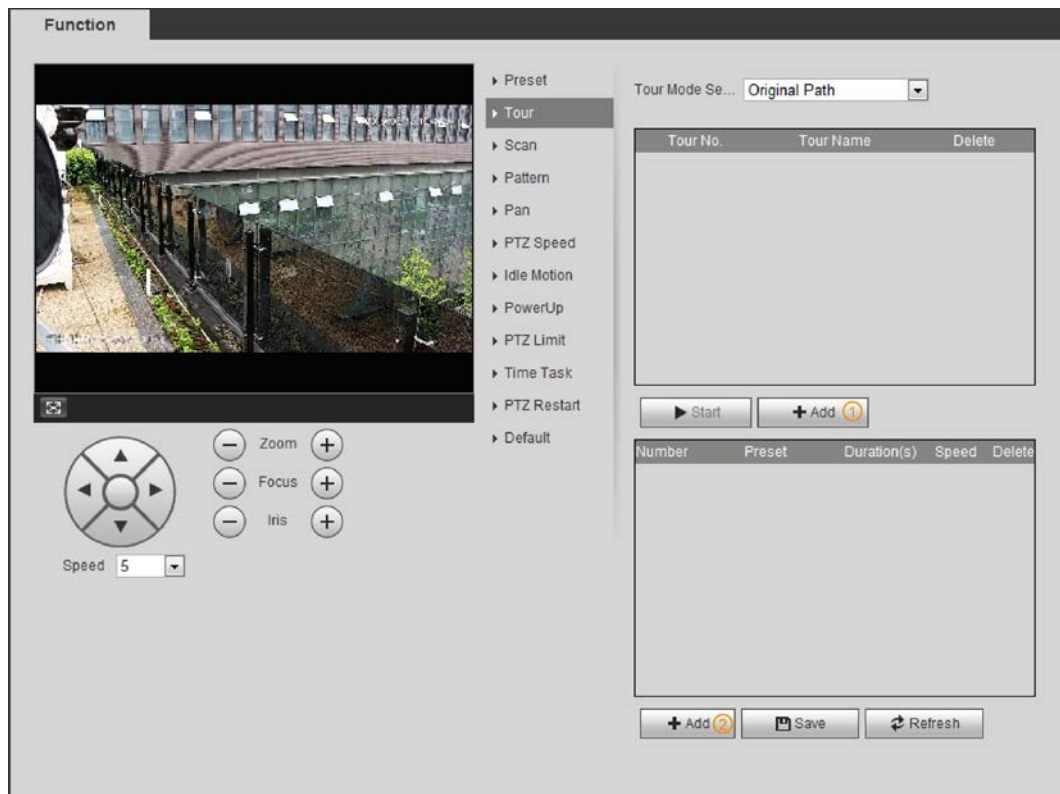 Function
Preset
Tour
Scan
Pattern
Pan
PTZ Speed
Idle Motion
PowerUp
PTZ Limit
Time Task
PTZ Restart
Default
Zoom
Focus
Iris
Speed 5
Tour Mode Se... Original Path
Tour No. Tour Name Delete
Start Add 1
Number Preset Duration(s) Speed Delete
Add 2 Save Refresh